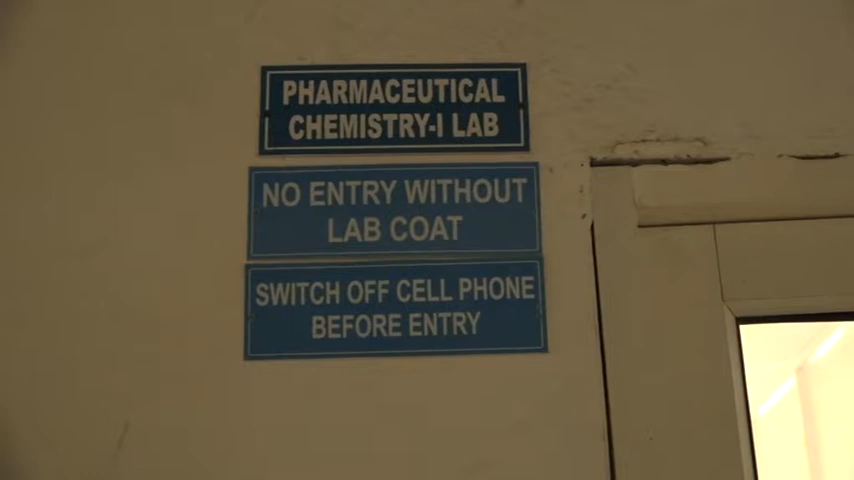 PHARMACEUTICAL
CHEMISTRY-I LAB
NO ENTRY WITHOUT
LAB COAT
SWITCH OFF CELL PHONE
BEFORE ENTRY